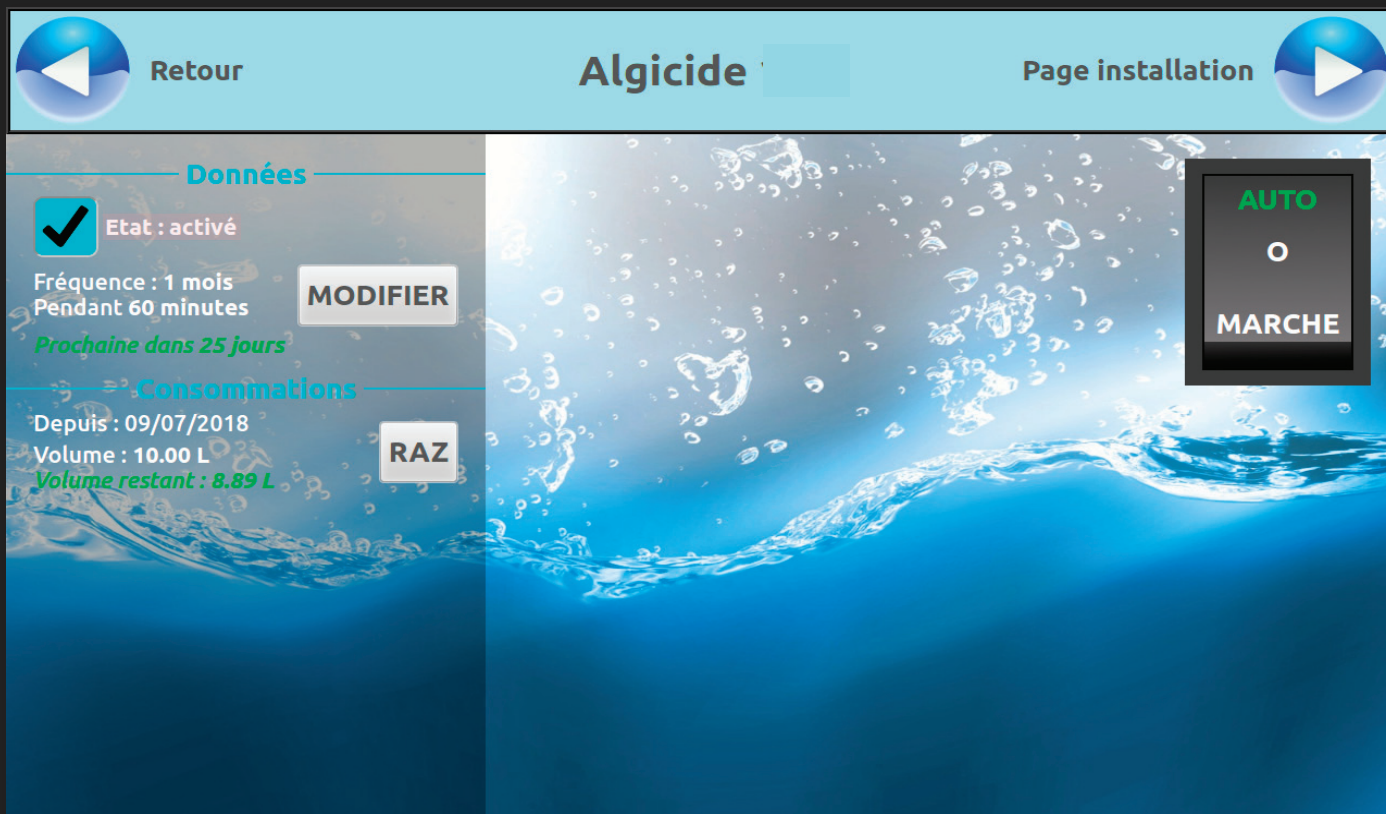 Retour
Algicide
Page installation
Données
Etat : activé
Fréquence : 1 mois
Pendant 60 minutes
MODIFIER
Prochaine dans 25 jours
Consommations
Depuis : 09/07/2018
Volume : 10.00 L
Volume restant : 8.89 L
RAZ
AUTO
O
MARCHE